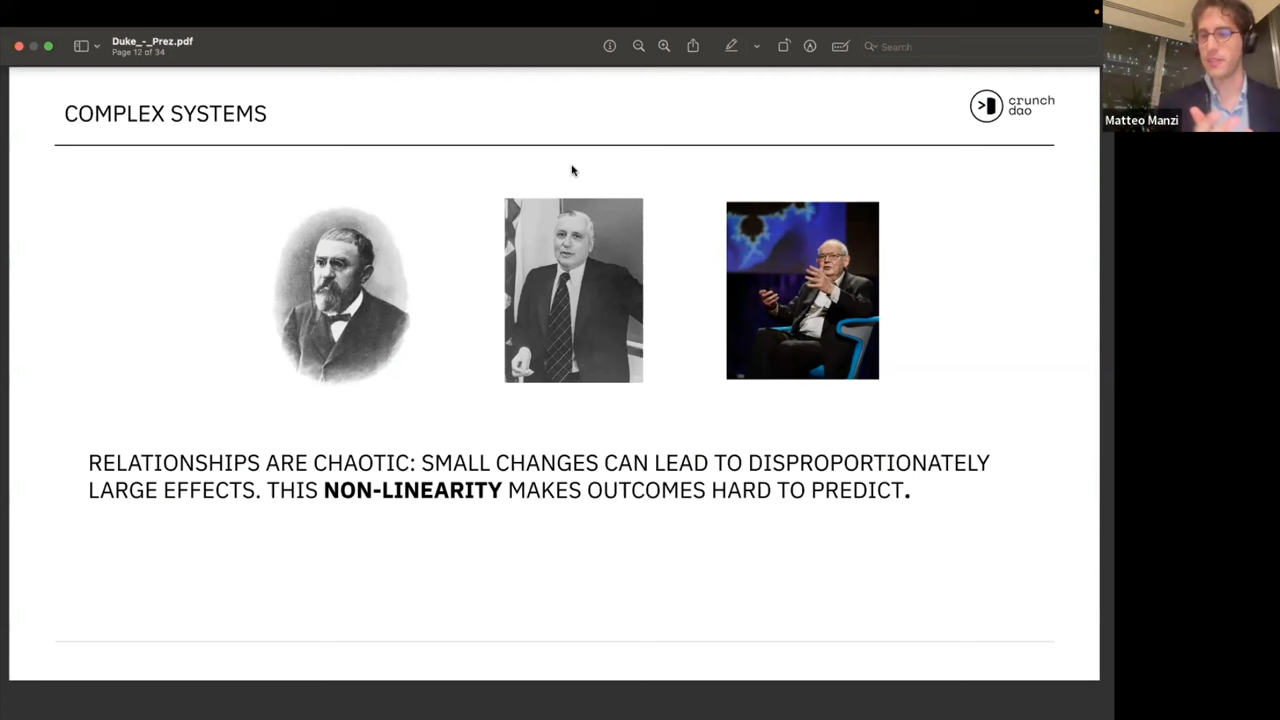 Duke_-_Prez.pdf
Page 12 of 34
Search
Matteo Manzi
COMPLEX SYSTEMS
crunch
dao
RELATIONSHIPS ARE CHAOTIC: SMALL CHANGES CAN LEAD TO DISPROPORTIONATELY
LARGE EFFECTS. THIS NON-LINEARITY MAKES OUTCOMES HARD TO PREDICT.